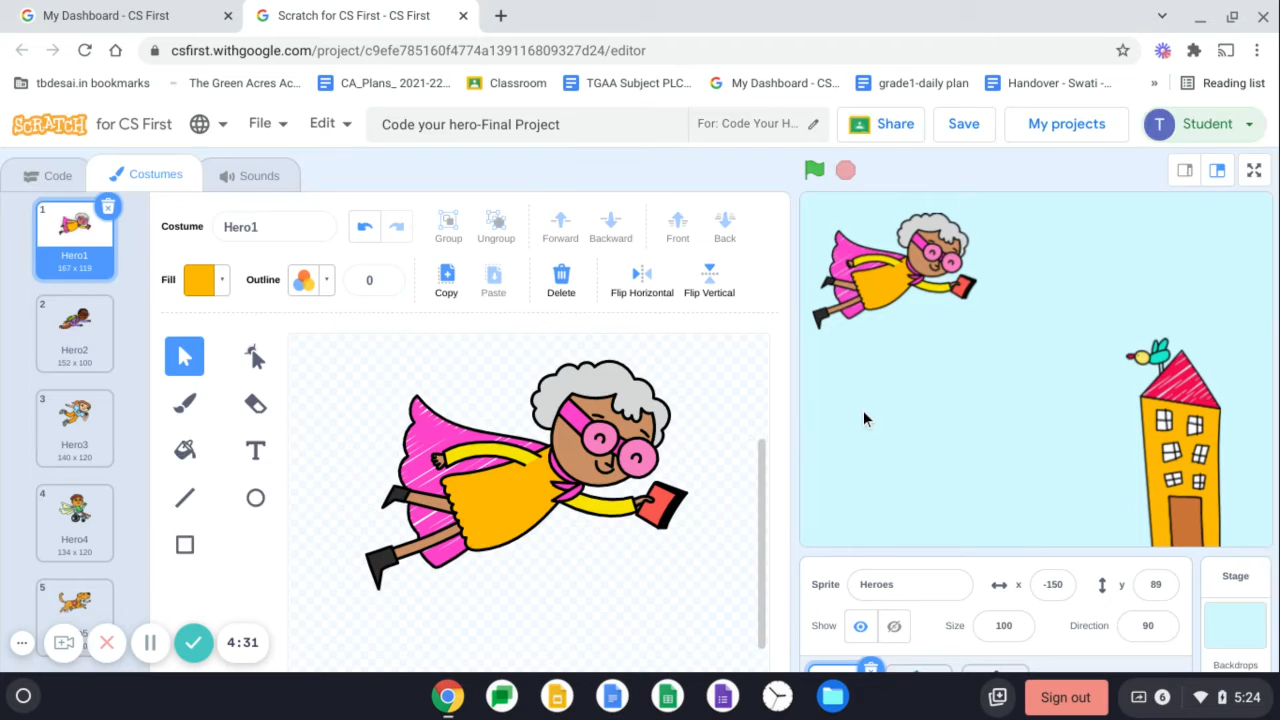 My Dashboard - CS First
Scratch for CS First - CS First
csfirst.withgoogle.com/project/c9efe785160f4774a139116809327d24/editor
tbdesai.in bookmarks
The Green Acres Ac...
CA_Plans_ 2021-22...
Classroom
TGAA Subject PLC...
My Dashboard - CS...
grade1-daily plan
Handover - Swati -...
»
Reading list
SCRATCH for CS First
File
Edit
Code your hero-Final Project
For: Code Your H...
Share
Save
My projects
T
Student
Code
Costumes
Sounds
1
Hero1
167 x 119
2
Hero2
152 x 100
3
Hero3
140 x 120
4
Hero4
134 x 120
5
Costume
Hero1
Group
Ungroup
Forward
Backward
Front
Back
Fill
Outline
0
Copy
Paste
Delete
Flip Horizontal
Flip Vertical
T
4:31
Sprite
Heroes
x
-150
y
89
Show
Size
100
Direction
90
Stage
Backdrops
Sign out
6
5:24